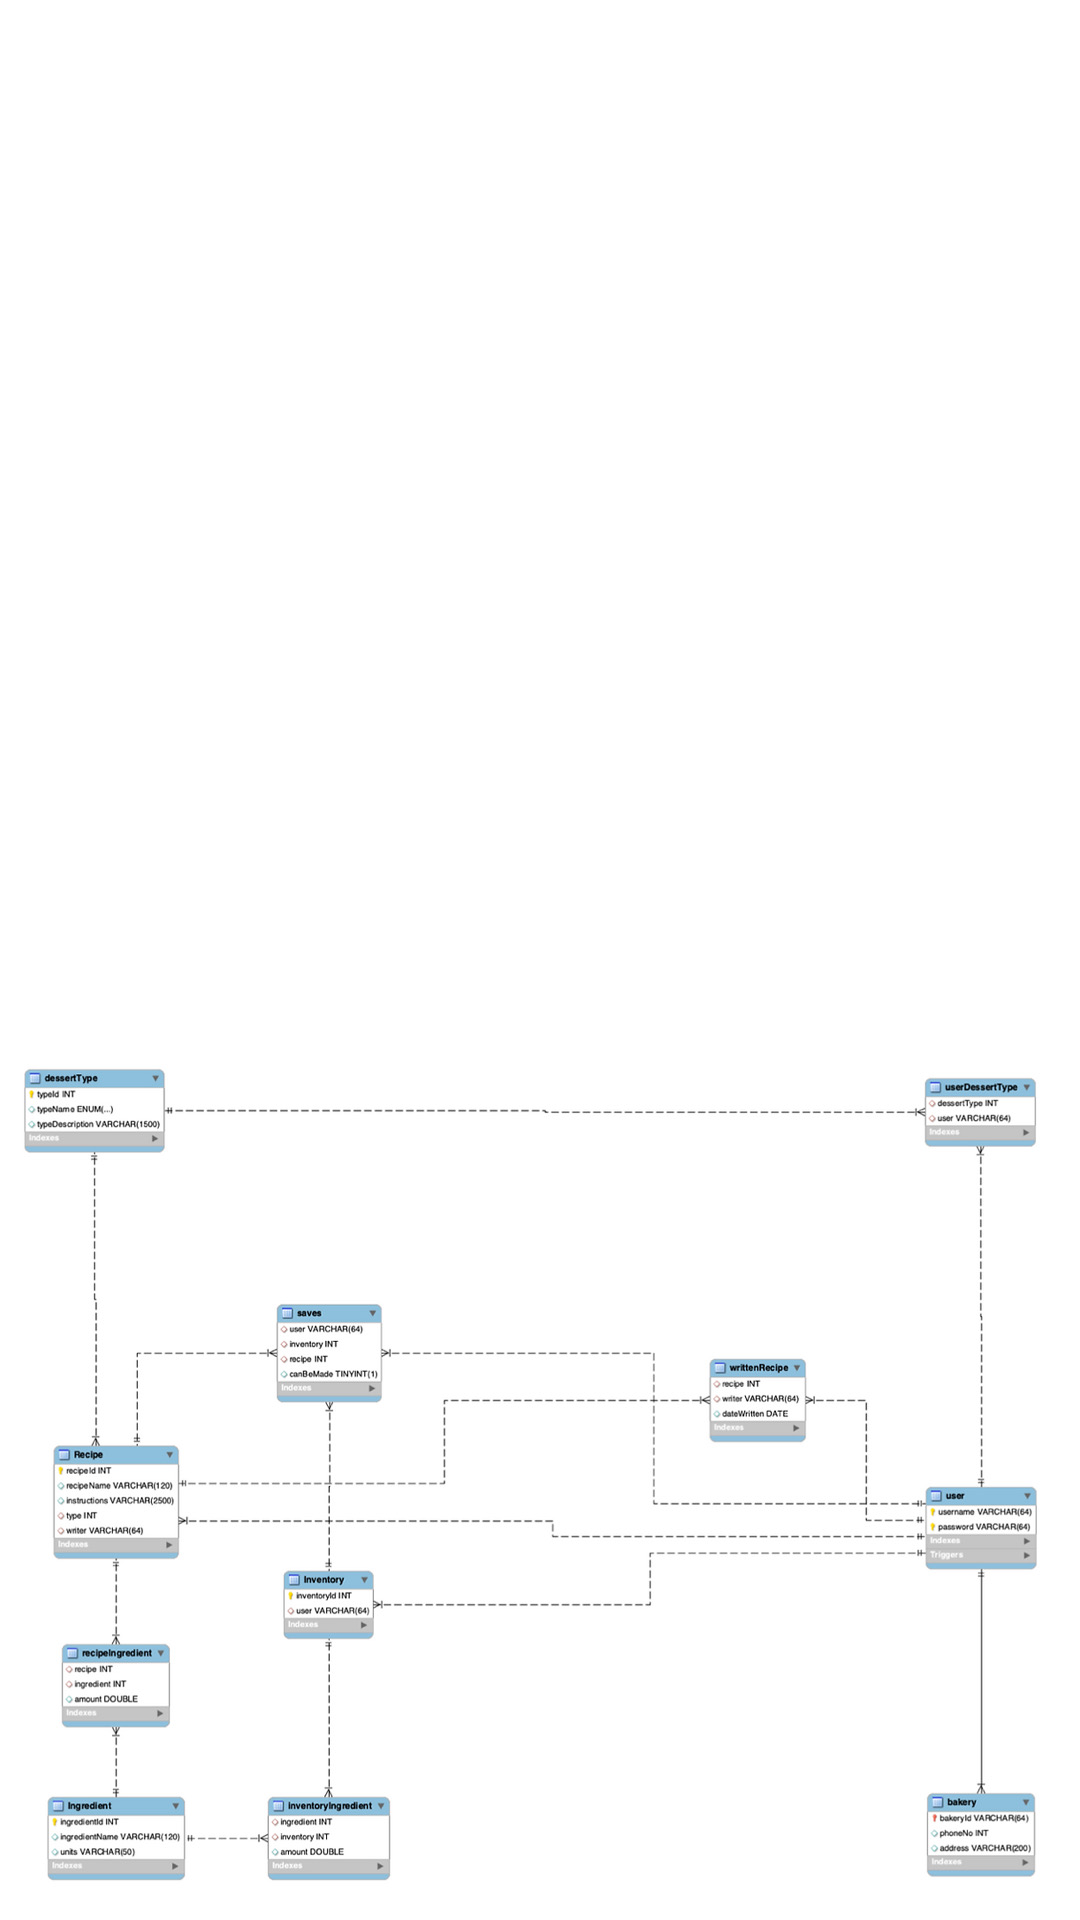 dessertType
typeId INT
typeName ENUM(...)
typeDescription VARCHAR(1500)
Indexes
userDessertType
dessertType INT
user VARCHAR(64)
Indexes
saves
user VARCHAR(64)
inventory INT
recipe INT
canBeMade TINYINT(1)
Indexes
writtenRecipe
recipe INT
writer VARCHAR(64)
dateWritten DATE
Indexes
Recipe
recipeId INT
recipeName VARCHAR(120)
instructions VARCHAR(2500)
type INT
writer VARCHAR(64)
Indexes
user
username VARCHAR(64)
password VARCHAR(64)
Indexes
Triggers
Inventory
inventoryId INT
user VARCHAR(64)
Indexes
recipeIngredient
recipe INT
ingredient INT
amount DOUBLE
Indexes
Ingredient
ingredientId INT
ingredientName VARCHAR(120)
units VARCHAR(50)
Indexes
inventoryIngredient
ingredient INT
inventory INT
amount DOUBLE
Indexes
bakery
bakeryId VARCHAR(64)
phoneNo INT
address VARCHAR(200)
Indexes